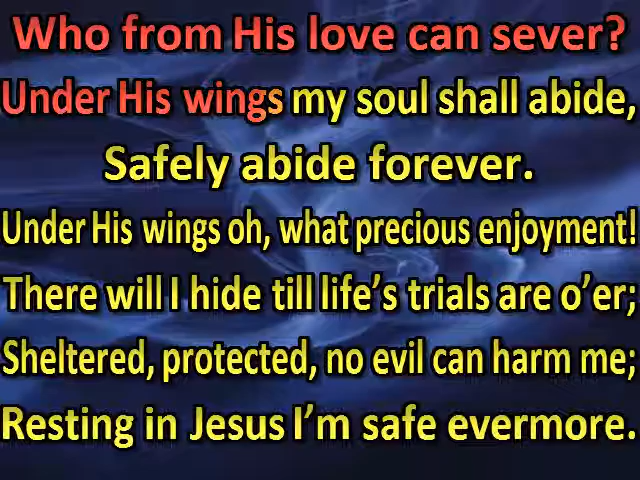 Who from His love can sever?
Under His wings my soul shall abide,
Safely abide forever.
Under His wings oh, what precious enjoyment!
There will I hide till life’s trials are o’er;
Sheltered, protected, no evil can harm me;
Resting in Jesus I’m safe evermore.